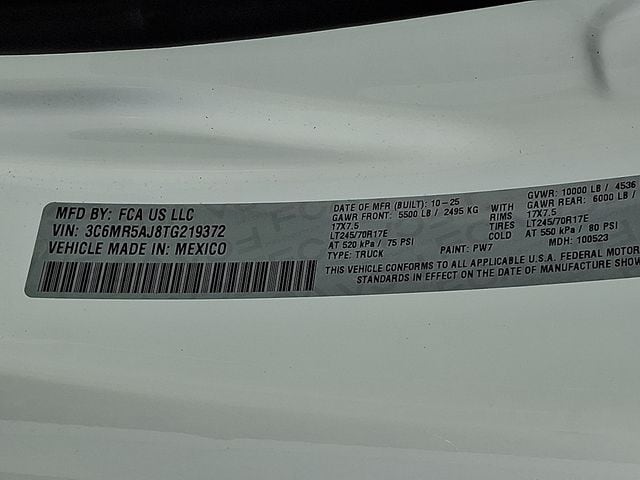 MFD BY: FCA US LLC
VIN: 3C6MR5AJ8TG219372
VEHICLE MADE IN: MEXICO
DATE OF MFR (BUILT): 10-25
GAWR FRONT: 5500 LB / 2495 KG
17X7.5
LT245/70R17E
AT 520 kPa / 75 PSI
TYPE: TRUCK
PAINT: PW7
WITH
RIMS
TIRES
COLD
GVWR: 10000 LB / 4536
GAWR REAR: 6000 LB /
17X7.5
LT245/70R17E
AT 550 kPa / 80 PSI
MDH: 100523
THIS VEHICLE CONFORMS TO ALL APPLICABLE U.S.A. FEDERAL MOTOR
STANDARDS IN EFFECT ON THE DATE OF MANUFACTURE SHOW